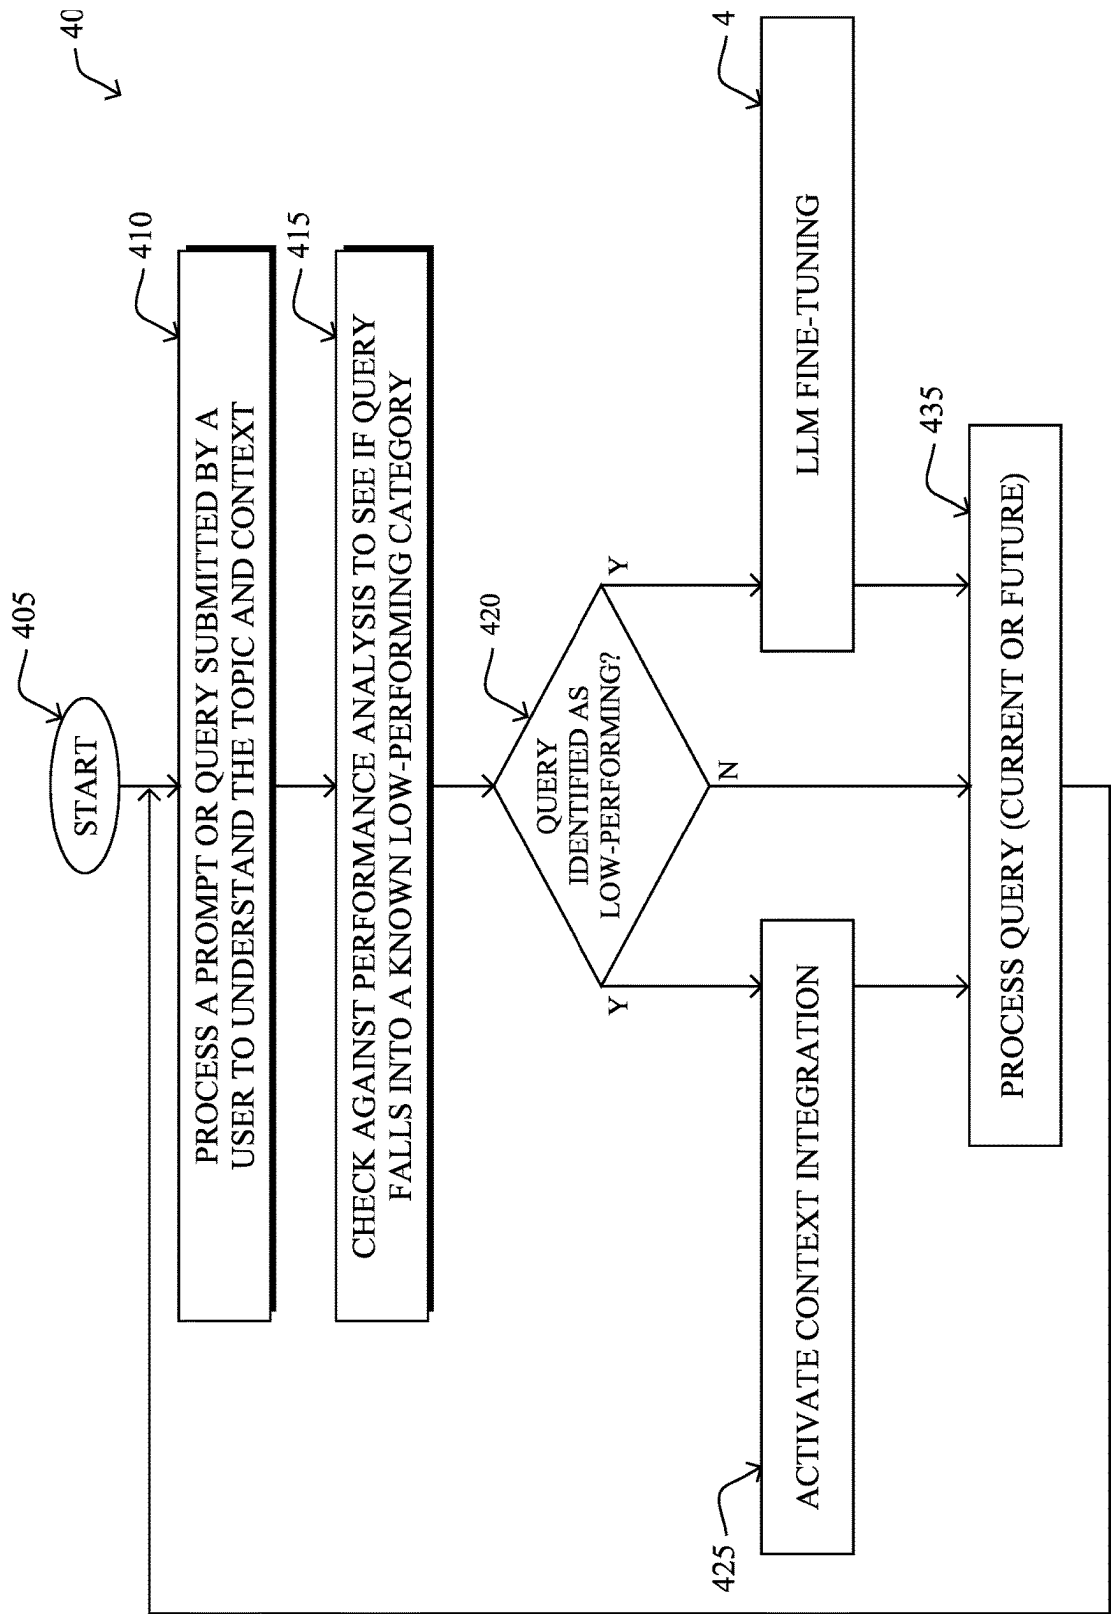 40
START
405
PROCESS A PROMPT OR QUERY SUBMITTED BY A
USER TO UNDERSTAND THE TOPIC AND CONTEXT
410
CHECK AGAINST PERFORMANCE ANALYSIS TO SEE IF QUERY
FALLS INTO A KNOWN LOW-PERFORMING CATEGORY
415
QUERY
IDENTIFIED AS
LOW-PERFORMING?
420
Y
N
Y
425
ACTIVATE CONTEXT INTEGRATION
LLM FINE-TUNING
4
PROCESS QUERY (CURRENT OR FUTURE)
435